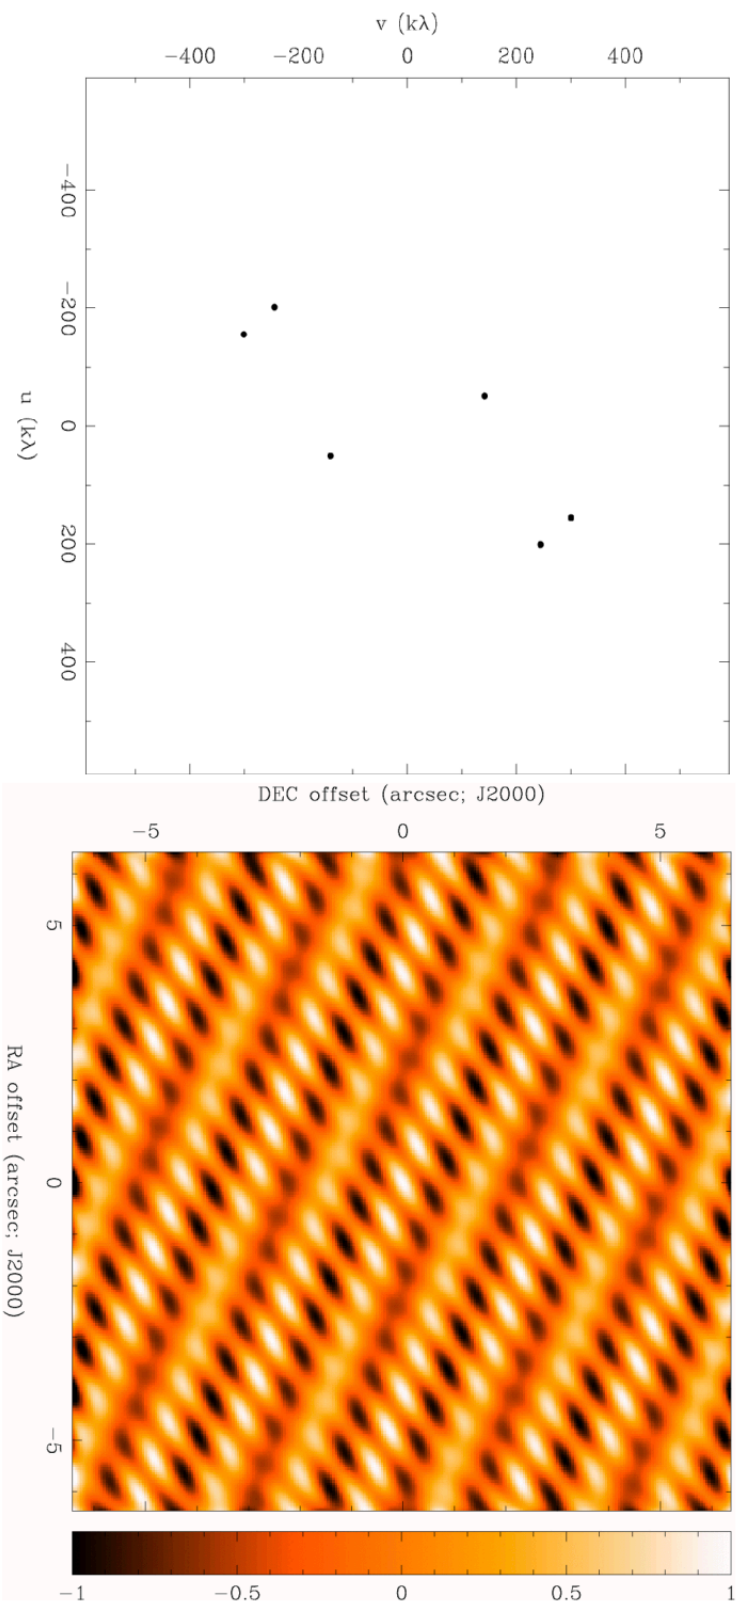 v (kλ)
−400 −200 0 200 400
−400
−200
0
200
400
u (kλ)
DEC offset (arcsec; J2000)
−5 0 5
5
0
−5
RA offset (arcsec; J2000)
−1 −0.5 0 0.5 1